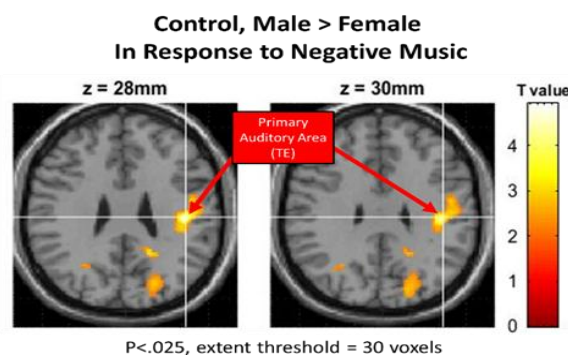 Control, Male > Female
In Response to Negative Music
z = 28mm
z = 30mm
T value
Primary
Auditory Area
(TE)
4
3
2
1
0
P<.025, extent threshold = 30 voxels